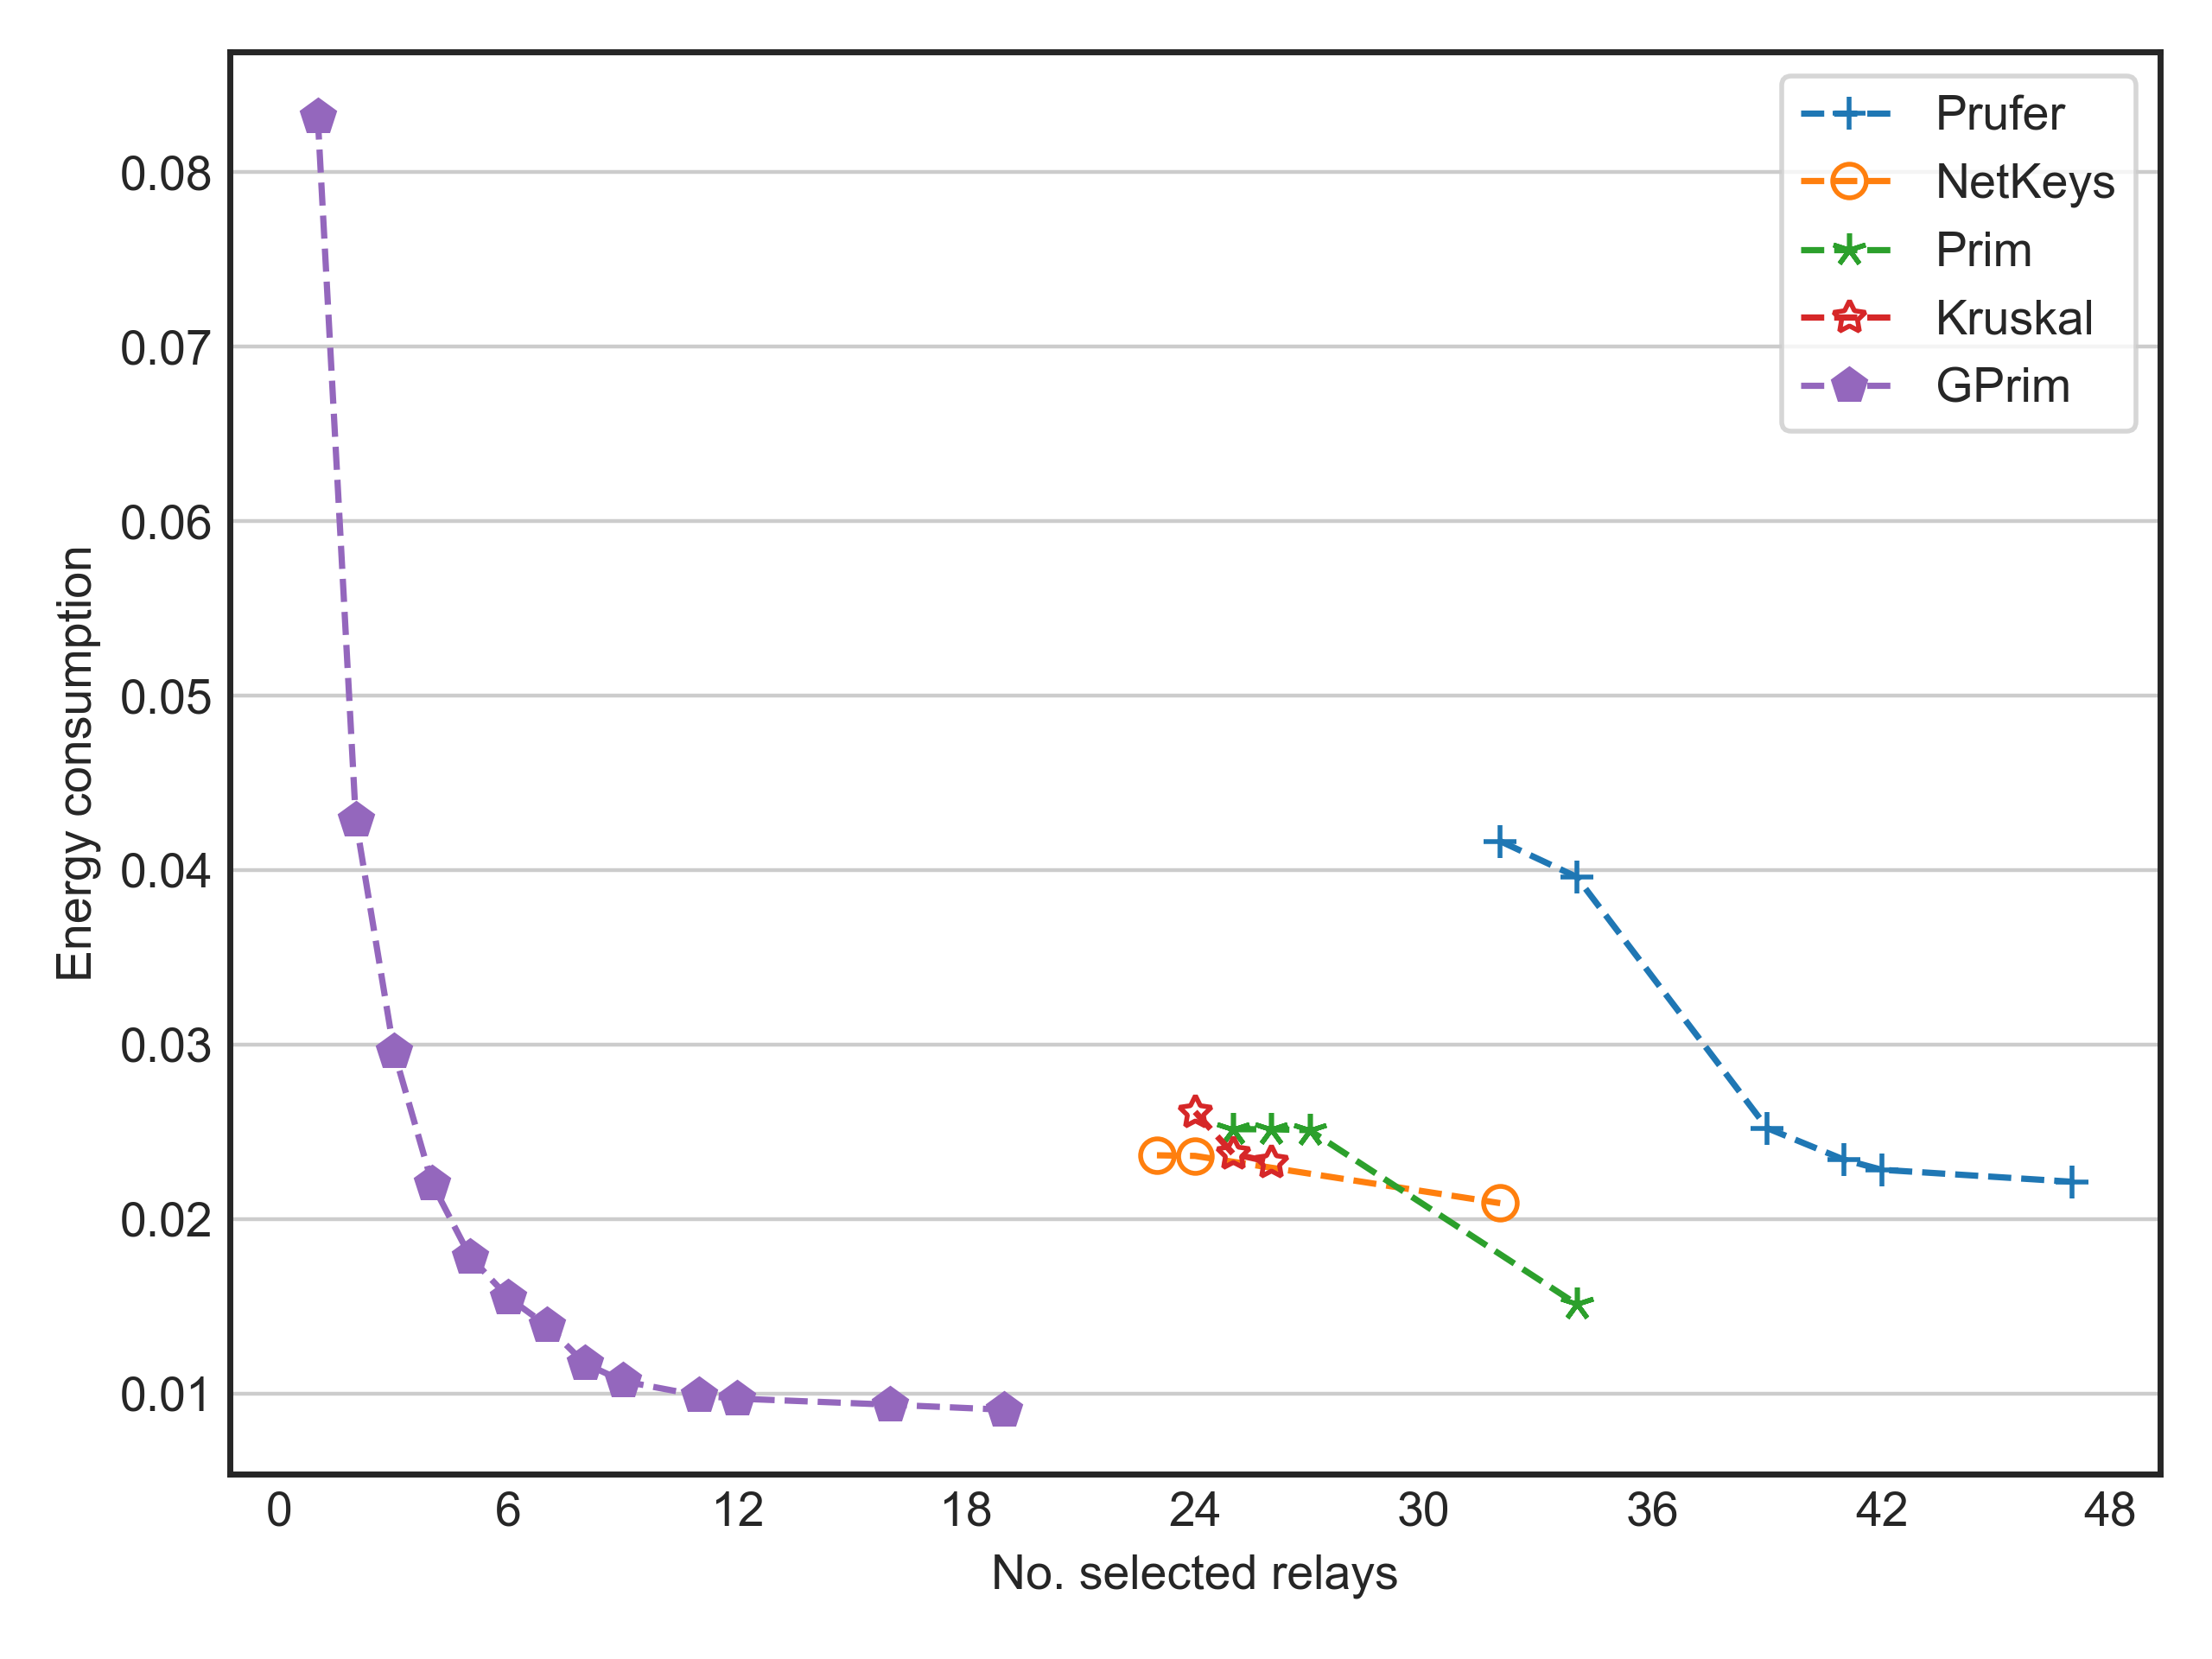 Prufer
NetKeys
Prim
Kruskal
GPrim
Energy consumption
0.08
0.07
0.06
0.05
0.04
0.03
0.02
0.01
0 6 12 18 24 30 36 42 48
No. selected relays